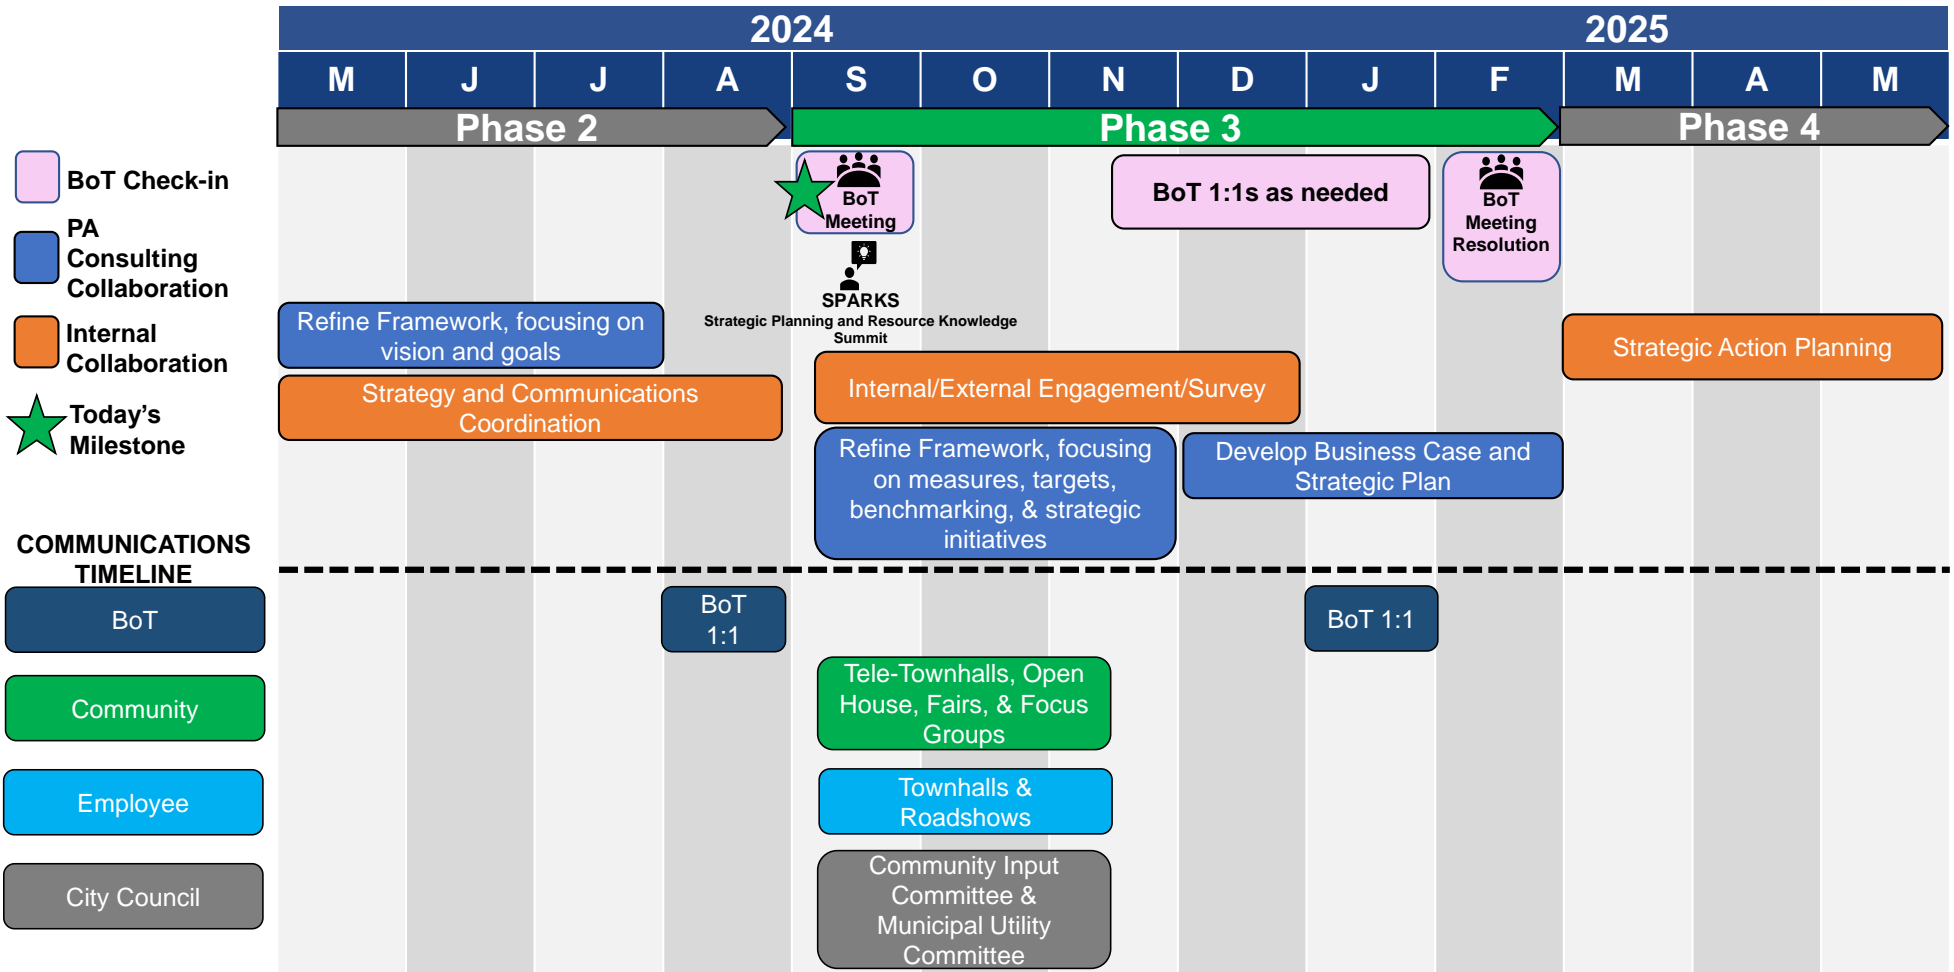 2024
2025
M J J A S O N D J F M A M
Phase 2
Phase 3
Phase 4
BoT Check-in
PA
Consulting
Collaboration
Internal
Collaboration
Today's
Milestone
BoT
Meeting
BoT 1:1s as needed
BoT
Meeting
Resolution
SPARKS
Strategic Planning and Resource Knowledge
Summit
Refine Framework, focusing on
vision and goals
Strategic Action Planning
Strategy and Communications
Coordination
Internal/External Engagement/Survey
Refine Framework, focusing
on measures, targets,
benchmarking, & strategic
initiatives
Develop Business Case and
Strategic Plan
COMMUNICATIONS
TIMELINE
BoT
BoT
1:1
BoT 1:1
Community
Tele-Townhalls, Open
House, Fairs, & Focus
Groups
Employee
Townhalls &
Roadshows
City Council
Community Input
Committee &
Municipal Utility
Committee